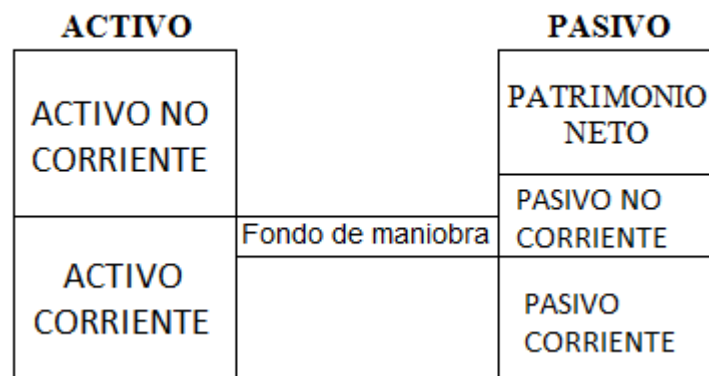 ACTIVO
ACTIVO NO
CORRIENTE
ACTIVO
CORRIENTE
Fondo de maniobra
PASIVO
PATRIMONIO
NETO
PASIVO NO
CORRIENTE
PASIVO
CORRIENTE